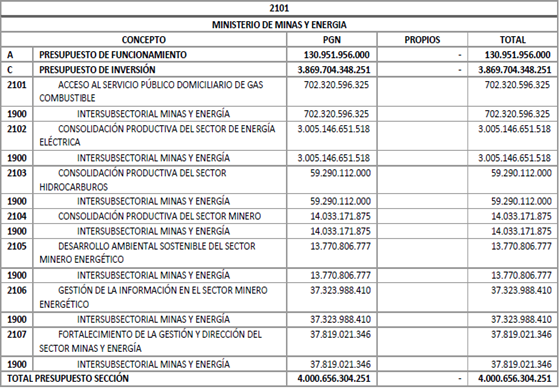 2101
MINISTERIO DE MINAS Y ENERGIA
CONCEPTO PGN PROPIOS TOTAL
A PRESUPUESTO DE FUNCIONAMIENTO 130.951.956.000 - 130.951.956.000
C PRESUPUESTO DE INVERSIÓN 3.869.704.348.251 - 3.869.704.348.251
2101 ACCESO AL SERVICIO PÚBLICO DOMICILIARIO DE GAS 702.320.596.325 702.320.596.325
COMBUSTIBLE
1900 INTERSUBSECTORIAL MINAS Y ENERGÍA 702.320.596.325 702.320.596.325
2102 CONSOLIDACIÓN PRODUCTIVA DEL SECTOR DE ENERGÍA 3.005.146.651.518 3.005.146.651.518
ELÉCTRICA
1900 INTERSUBSECTORIAL MINAS Y ENERGÍA 3.005.146.651.518 3.005.146.651.518
2103 CONSOLIDACIÓN PRODUCTIVA DEL SECTOR 59.290.112.000 59.290.112.000
HIDROCARBUROS
1900 INTERSUBSECTORIAL MINAS Y ENERGÍA 59.290.112.000 59.290.112.000
2104 CONSOLIDACIÓN PRODUCTIVA DEL SECTOR MINERO 14.033.171.875 14.033.171.875
1900 INTERSUBSECTORIAL MINAS Y ENERGÍA 14.033.171.875 14.033.171.875
2105 DESARROLLO AMBIENTAL SOSTENIBLE DEL SECTOR 13.770.806.777 13.770.806.777
MINERO ENERGÉTICO
1900 INTERSUBSECTORIAL MINAS Y ENERGÍA 13.770.806.777 13.770.806.777
2106 GESTIÓN DE LA INFORMACIÓN EN EL SECTOR MINERO 37.323.988.410 37.323.988.410
ENERGÉTICO
1900 INTERSUBSECTORIAL MINAS Y ENERGÍA 37.323.988.410 37.323.988.410
2107 FORTALECIMIENTO DE LA GESTIÓN Y DIRECCIÓN DEL 37.819.021.346 37.819.021.346
SECTOR MINAS Y ENERGÍA
1900 INTERSUBSECTORIAL MINAS Y ENERGÍA 37.819.021.346 37.819.021.346
TOTAL PRESUPUESTO SECCIÓN 4.000.656.304.251 - 4.000.656.304.251